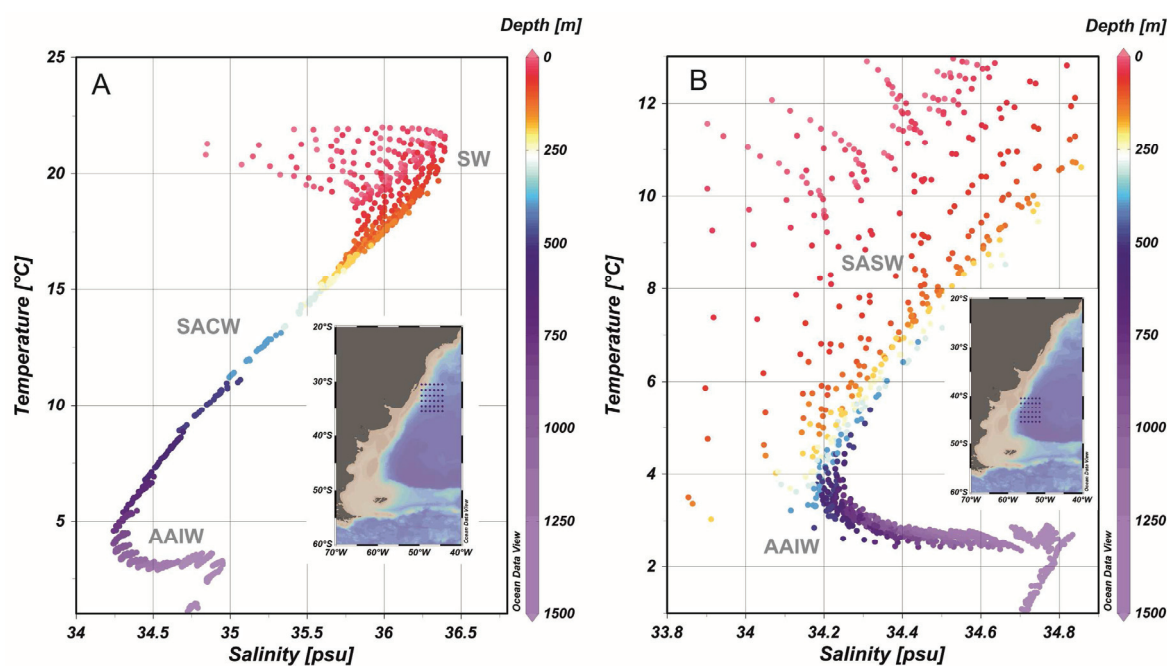 Depth [m]
A
25
20
15
10
5
Temperature [°C]
34
34.5
35
35.5
36
36.5
Salinity [psu]
SW
SACW
AAIW
20°S
30°S
40°S
50°S
60°S
70°W
60°W
50°W
40°W
Ocean Data View
Ocean Data View
0
250
500
750
1000
1250
1500
Depth [m]
B
12
10
8
6
4
2
Temperature [°C]
33.8
34
34.2
34.4
34.6
34.8
Salinity [psu]
SASW
AAIW
20°S
30°S
40°S
50°S
60°S
70°W
60°W
50°W
40°W
Ocean Data View
Ocean Data View
0
250
500
750
1000
1250
1500